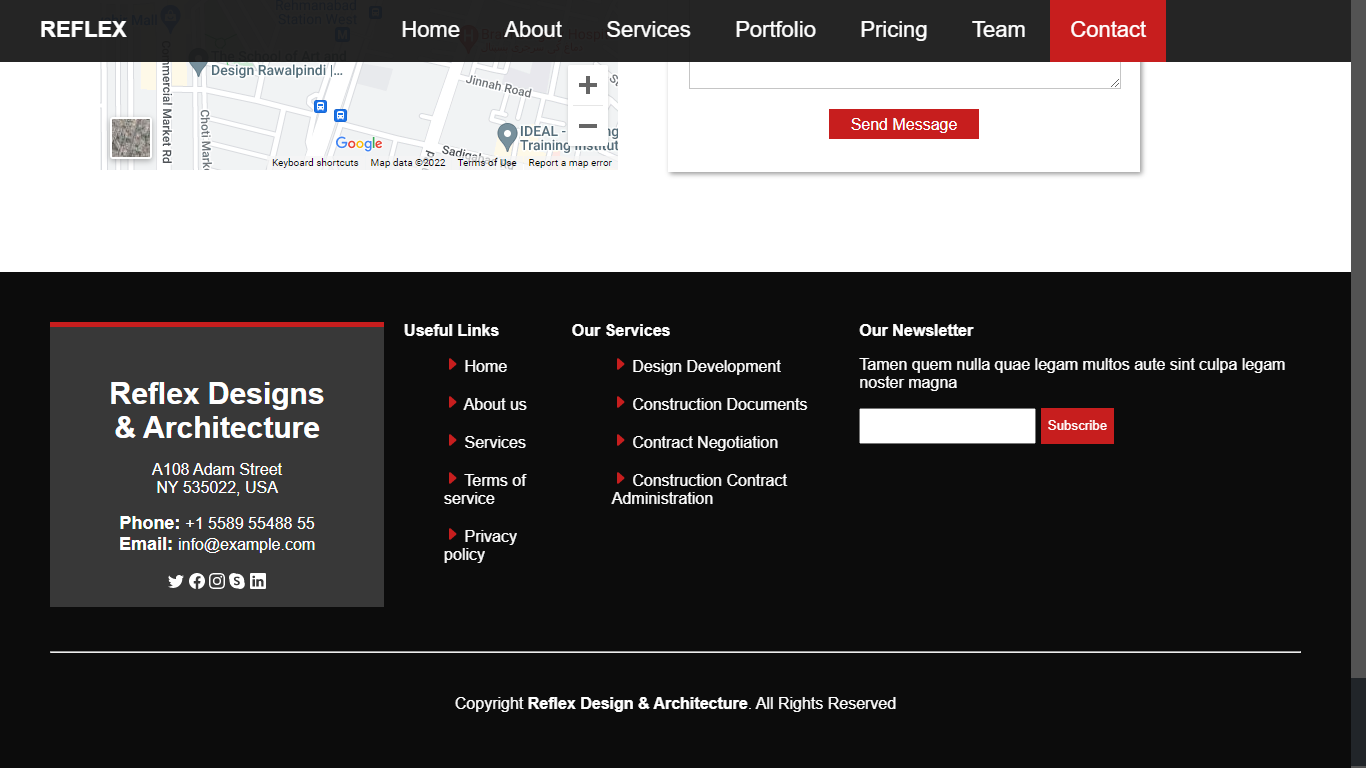 REFLEX
Home
About
Services
Portfolio
Pricing
Team
Contact
Rehmanabad
Station West
Mall
The School of Art and
Design Rawalpindi |...
Commercial Market Rd
Choti Mark
Jinnah Road
IDEAL -
Training Institut
Sadiqab
Google
Keyboard shortcuts
Map data ©2022
Terms of Use
Report a map error
Send Message
Reflex Designs
& Architecture
A108 Adam Street
NY 535022, USA
Phone: +1 5589 55488 55
Email: info@example.com
Useful Links
Home
About us
Services
Terms of
service
Privacy
policy
Our Services
Design Development
Construction Documents
Contract Negotiation
Construction Contract
Administration
Our Newsletter
Tamen quem nulla quae legam multos aute sint culpa legam
noster magna
Subscribe
Copyright Reflex Design & Architecture. All Rights Reserved